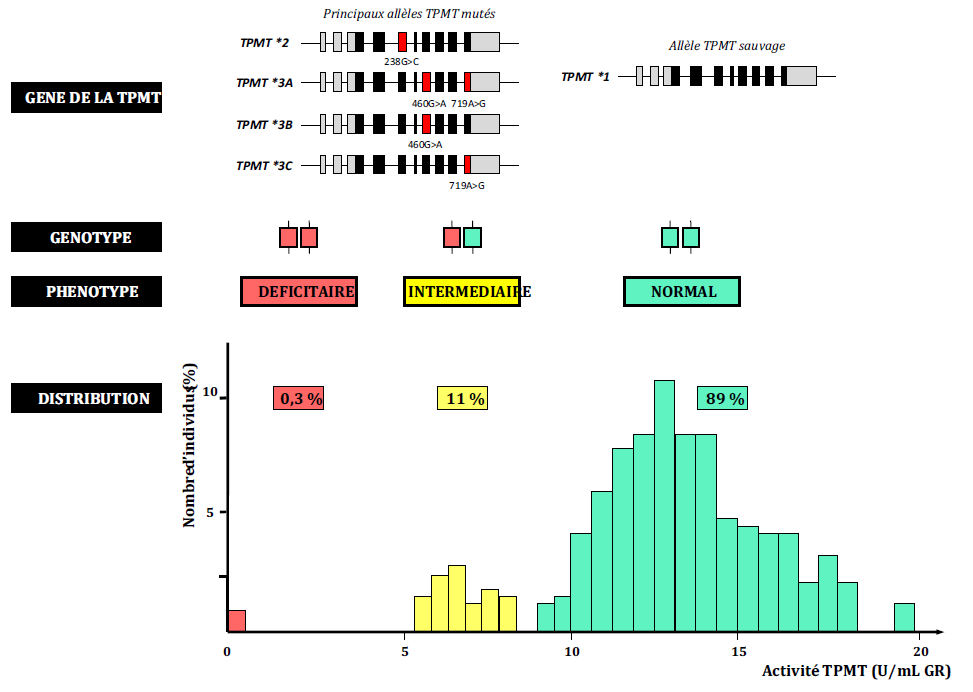 Principaux allèles TPMT mutés
TPMT *2
238G>C
Allèle TPMT sauvage
TPMT *1
GENE DE LA TPMT
TPMT *3A
460G>A 719A>G
TPMT *3B
460G>A
TPMT *3C
719A>G
GENOTYPE
PHENOTYPE
DEFICITAIRE
INTERMEDIAIRE
NORMAL
DISTRIBUTION
Nombred'individus(%)
10
5
0,3 %
11 %
89 %
0
5
10
15
20
Activité TPMT (U/mL GR)